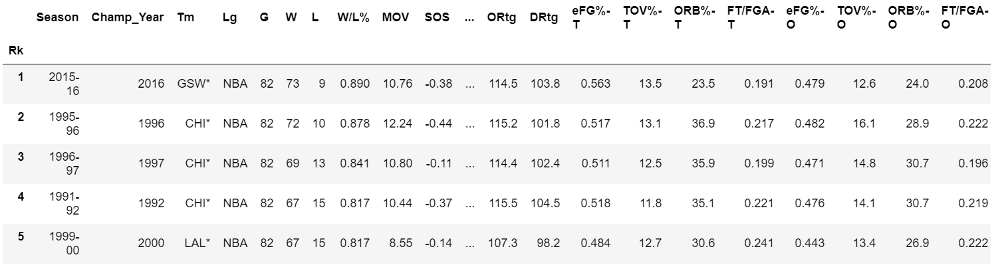 Season Champ_Year Tm Lg G W L W/L% MOV SOS ... ORtg DRtg eFG%-T TOV%-T ORB%-T FT/FGA-T eFG%-O TOV%-O ORB%-O FT/FGA-O
Rk
1 2015-16 2016 GSW* NBA 82 73 9 0.890 10.76 -0.38 ... 114.5 103.8 0.563 13.5 23.5 0.191 0.479 12.6 24.0 0.208
2 1995-96 1996 CHI* NBA 82 72 10 0.878 12.24 -0.44 ... 115.2 101.8 0.517 13.1 36.9 0.217 0.482 16.1 28.9 0.222
3 1996-97 1997 CHI* NBA 82 69 13 0.841 10.80 -0.11 ... 114.4 102.4 0.511 12.5 35.9 0.199 0.471 14.8 30.7 0.196
4 1991-92 1992 CHI* NBA 82 67 15 0.817 10.44 -0.37 ... 115.5 104.5 0.518 11.8 35.1 0.221 0.476 14.1 30.7 0.219
5 1999-00 2000 LAL* NBA 82 67 15 0.817 8.55 -0.14 ... 107.3 98.2 0.484 12.7 30.6 0.241 0.443 13.4 26.9 0.222